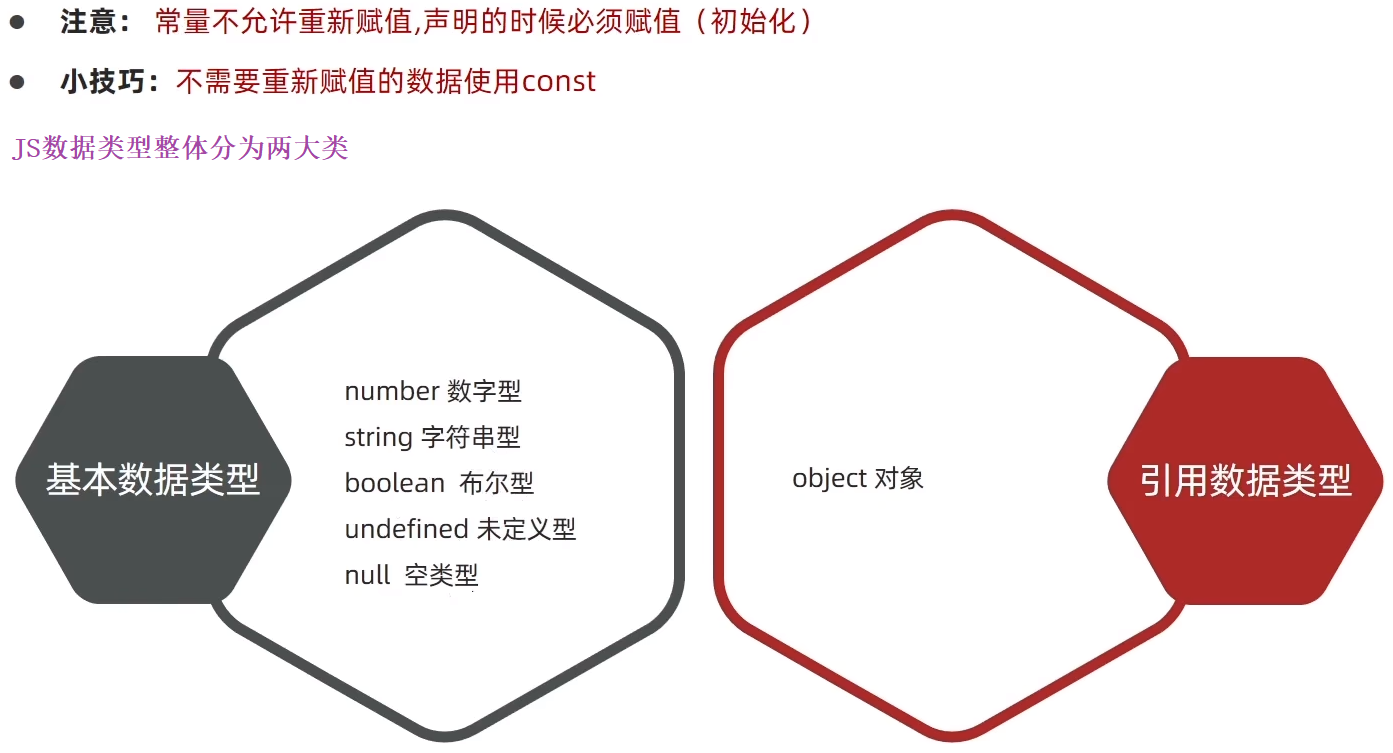 注意： 常量不允许重新赋值,声明的时候必须赋值（初始化）
小技巧：不需要重新赋值的数据使用const
JS数据类型整体分为两大类
基本数据类型
number 数字型
string 字符串型
boolean 布尔型
undefined 未定义型
null 空类型
object 对象
引用数据类型